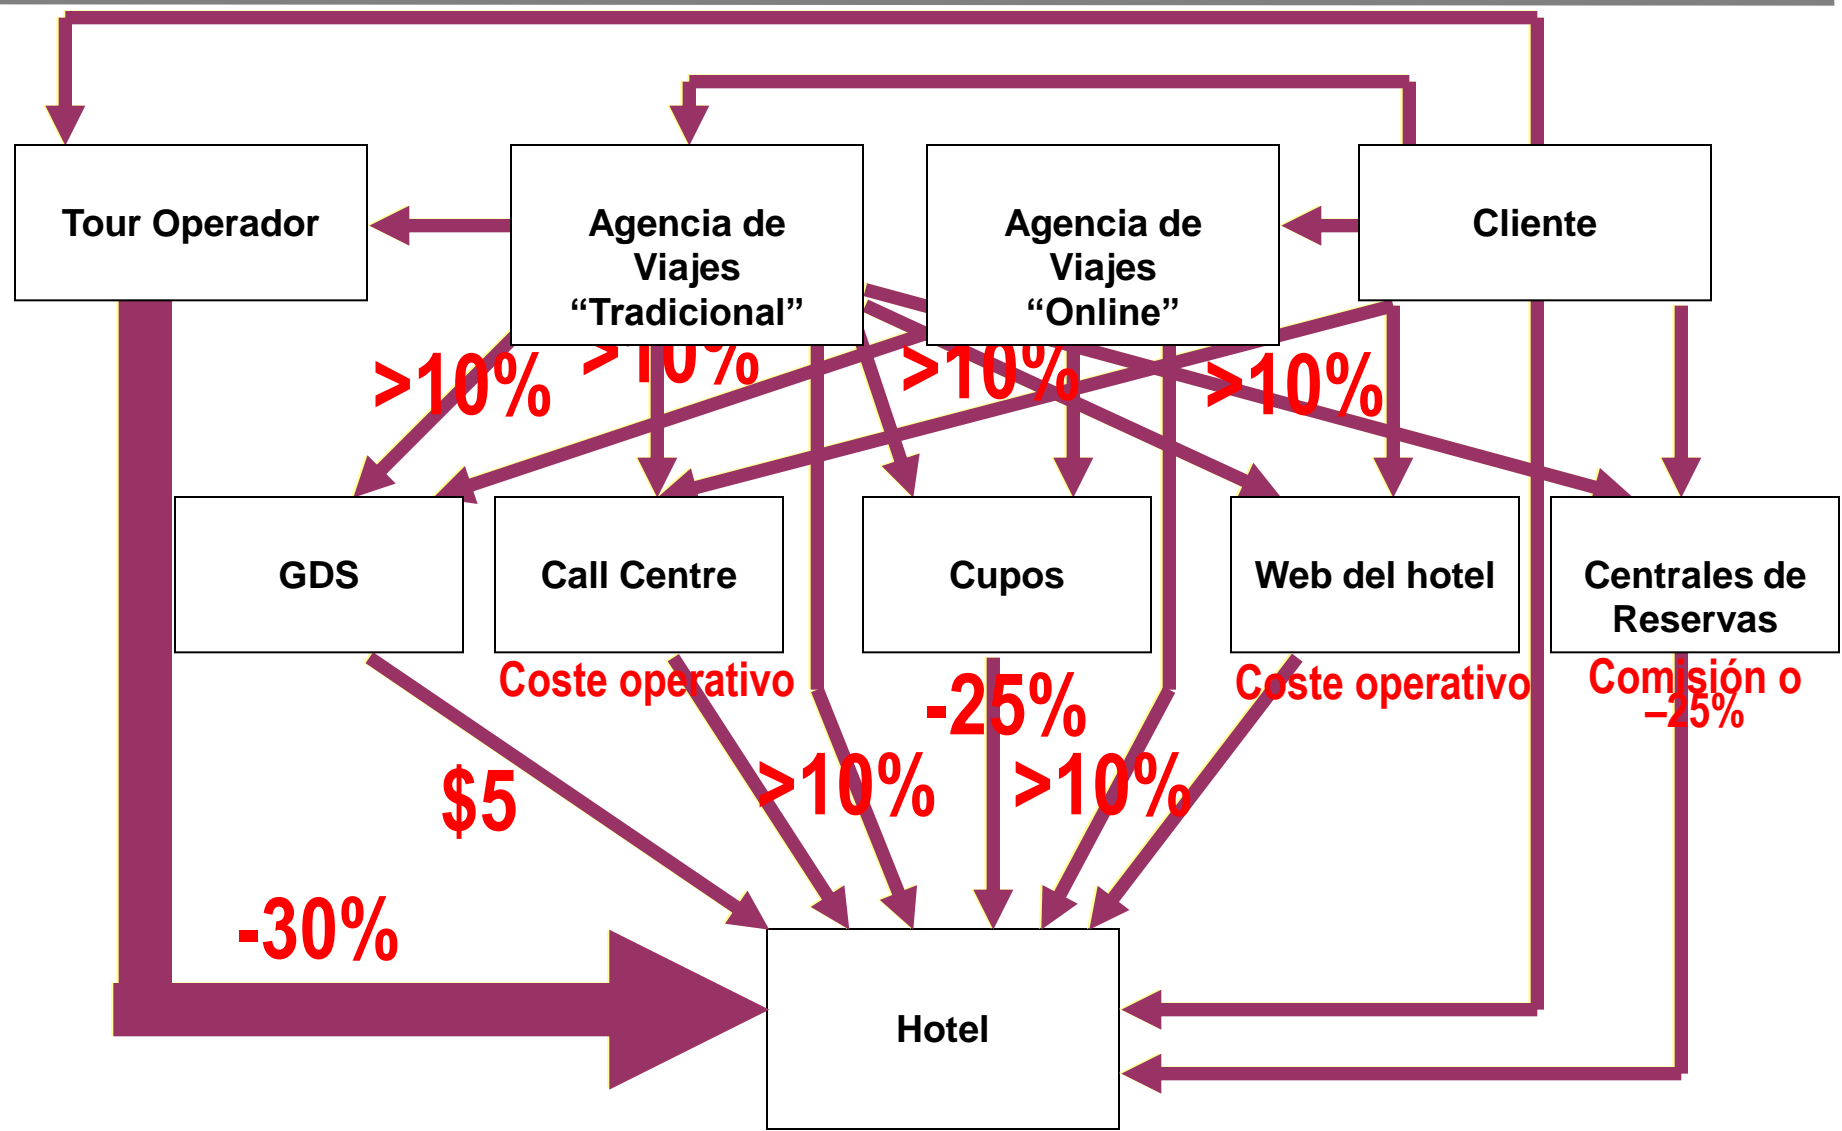 Tour Operador
Agencia de
Viajes
“Tradicional”
Agencia de
Viajes
“Online”
Cliente
>10%
>10%
>10%
>10%
GDS
Call Centre
Cupos
Web del hotel
Centrales de
Reservas
Coste operativo
-25%
Coste operativo
Comisión o
–25%
$5
>10%
>10%
-30%
Hotel